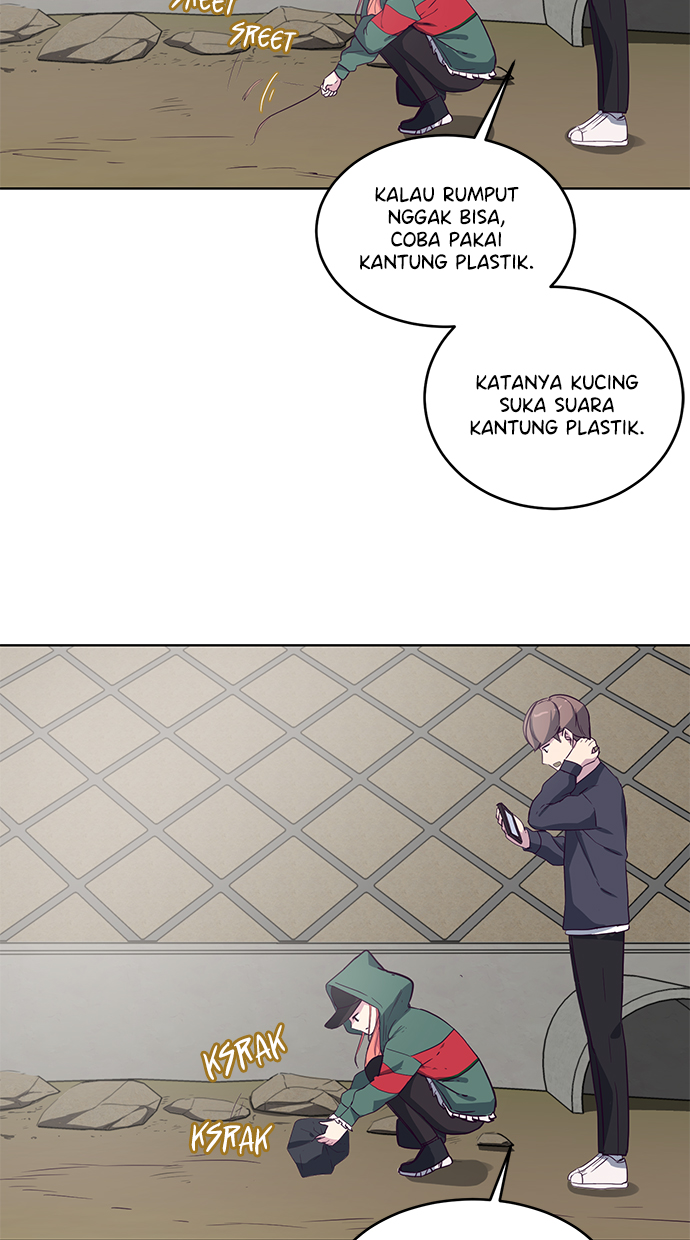 SREET
SREET
KALAU RUMPUT
NGGAK BISA,
COBA PAKAI
KANTUNG PLASTIK.
KATANYA KUCING
SUKA SUARA
KANTUNG PLASTIK.
KSRAK
KSRAK